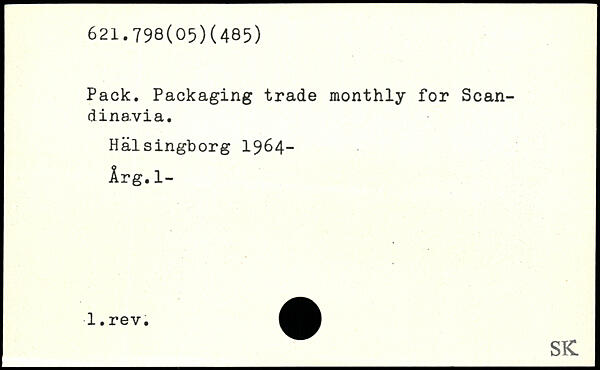 621.798(05)(485)
Pack. Packaging trade monthly for Scan-
dinavia.
Hälsingborg 1964-
Årg.1-
1.rev.
SK